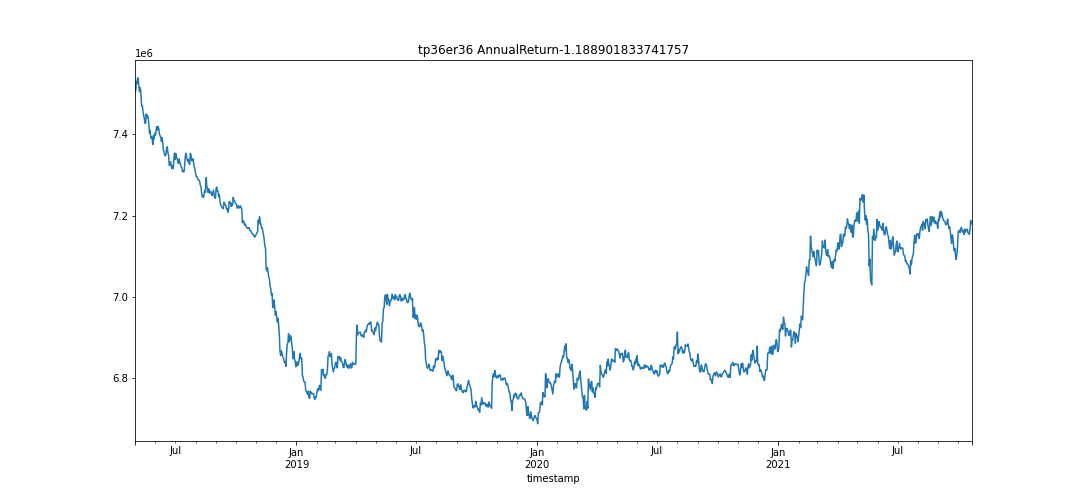 tp36er36 AnnualReturn-1.188901833741757
1e6
7.4
7.2
7.0
6.8
Jul Jan Jul Jan Jul Jan Jul
2019 2020 2021
timestamp